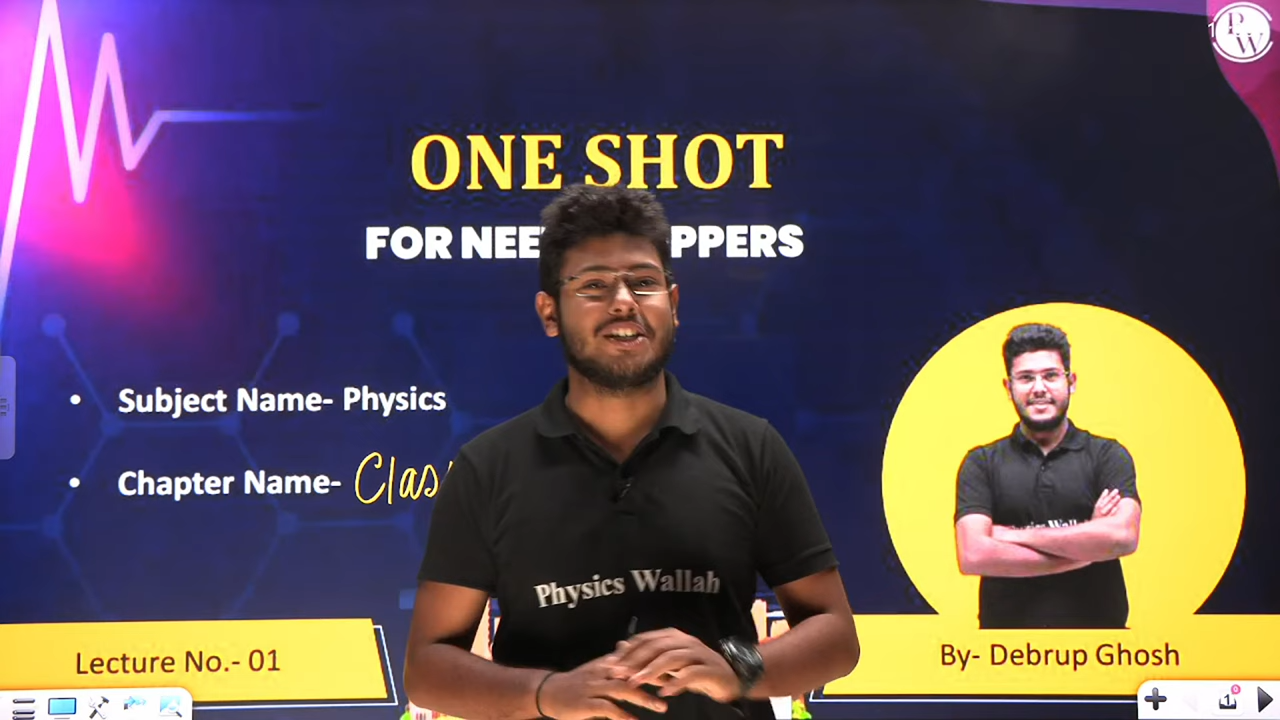 PW
ONE SHOT
FOR NEE PPERS
• Subject Name- Physics
• Chapter Name- Clas
Physics Wallah
Lecture No.- 01
By- Debrup Ghosh